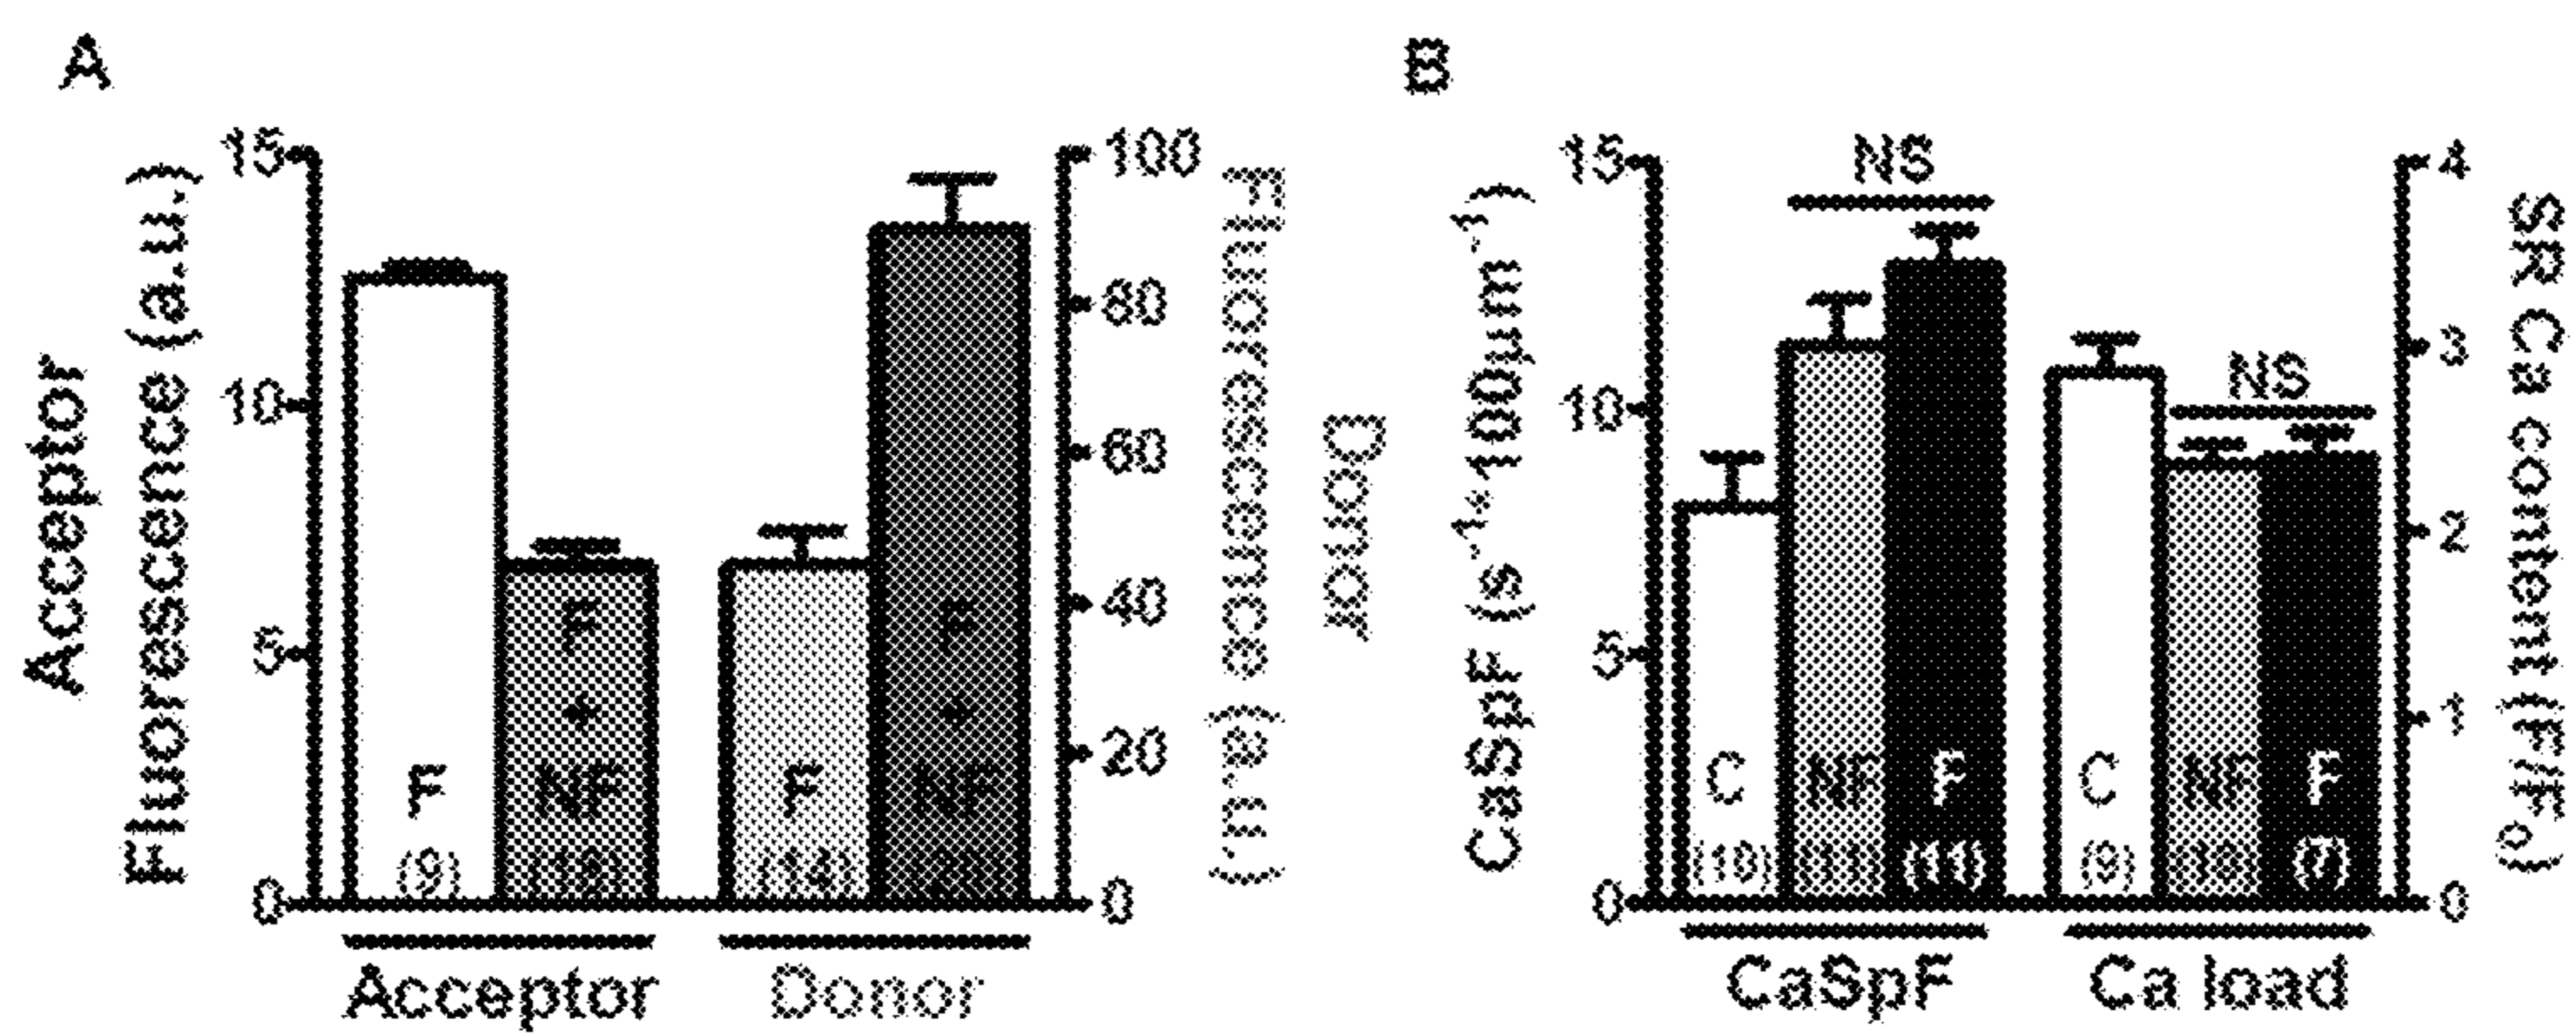 A
Acceptor
Fluorescence (a.u.)
15
10
5
0
100
80
60
40
20
0
Fluorescence (a.u.)
Donor
F
(9)
F
+
NF
F
(14)
F
+
NF
Acceptor
Donor
B
CaSpF (s⁻¹*100µm⁻¹)
15
10
5
0
NS
NS
4
3
2
1
0
SR Ca content (F/F₀)
C
(10)
NF
(11)
F
(11)
C
(9)
NF
F
(7)
CaSpF
Ca load